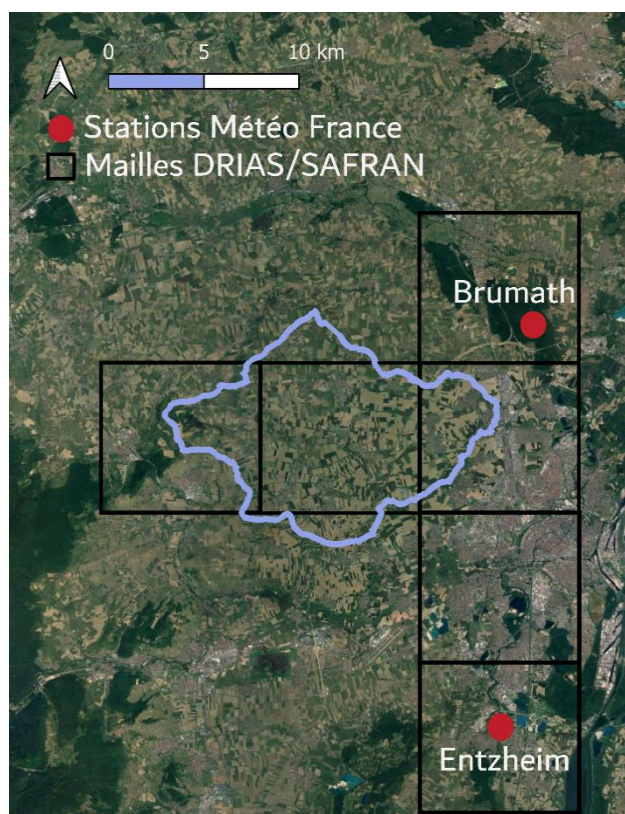 0 5 10 km
Stations Météo France
Mailles DRIAS/SAFRAN
Brumath
Entzheim